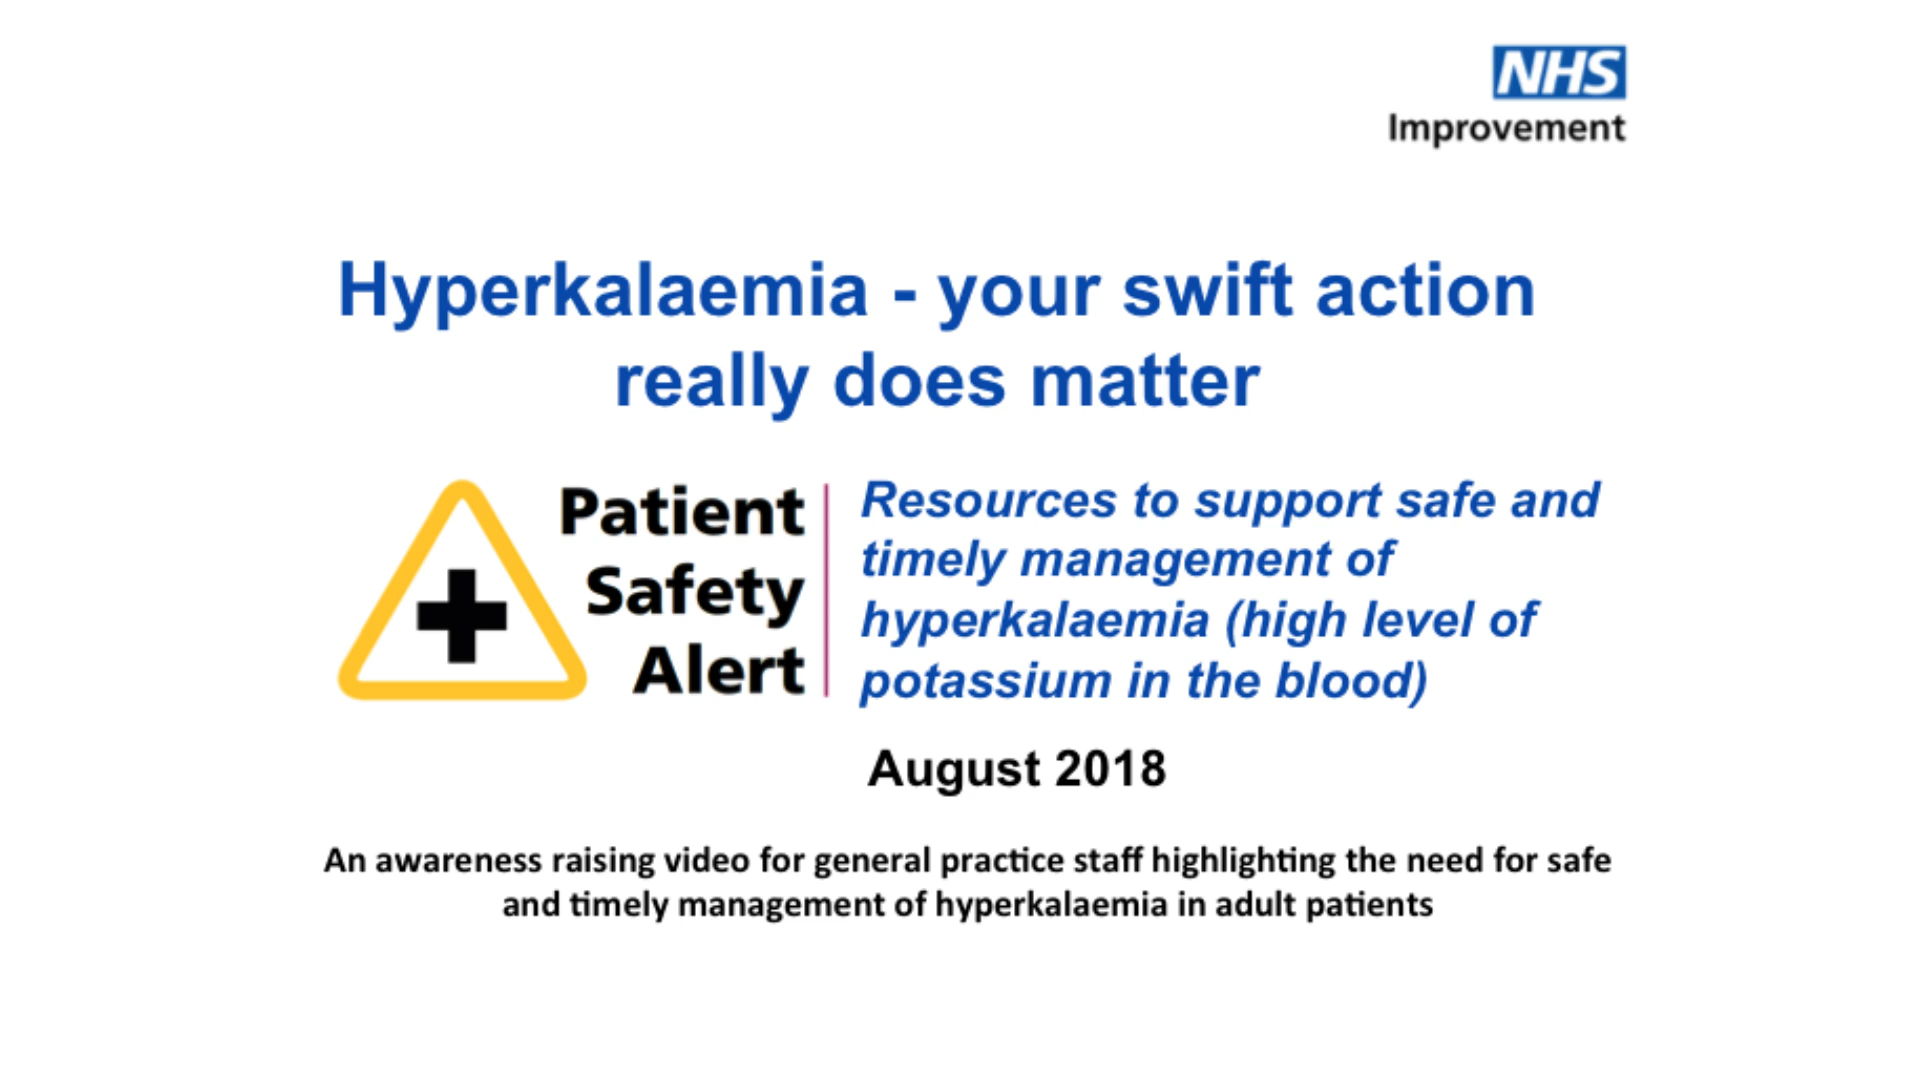 NHS
Improvement
Hyperkalaemia - your swift action
really does matter
Patient
Safety
Alert
Resources to support safe and
timely management of
hyperkalaemia (high level of
potassium in the blood)
August 2018
An awareness raising video for general practice staff highlighting the need for safe
and timely management of hyperkalaemia in adult patients